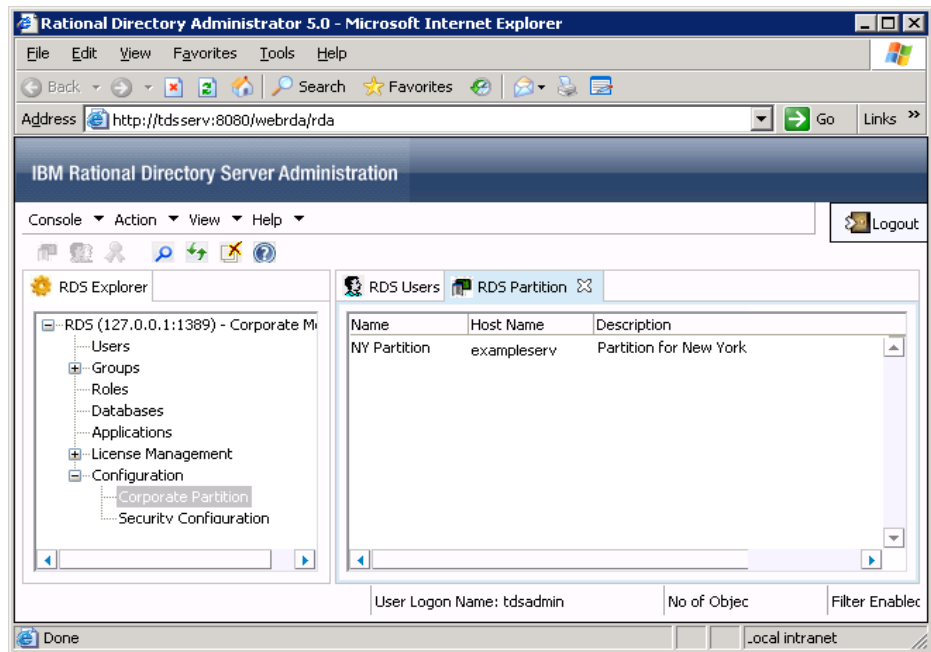 Rational Directory Administrator 5.0 - Microsoft Internet Explorer
File Edit View Favorites Tools Help
Back Search Favorites
Address http://tdsserv:8080/webrda/rda Go Links »
IBM Rational Directory Server Administration
Console Action View Help
Logout
RDS Explorer
RDS Users RDS Partition
RDS (127.0.0.1:1389) - Corporate M
Users
Groups
Roles
Databases
Applications
License Management
Configuration
Corporate Partition
Security Configuration
Name Host Name Description
NY Partition exampleserv Partition for New York
User Logon Name: tdsadmin No of Objec Filter Enablec
Done .ocal intranet